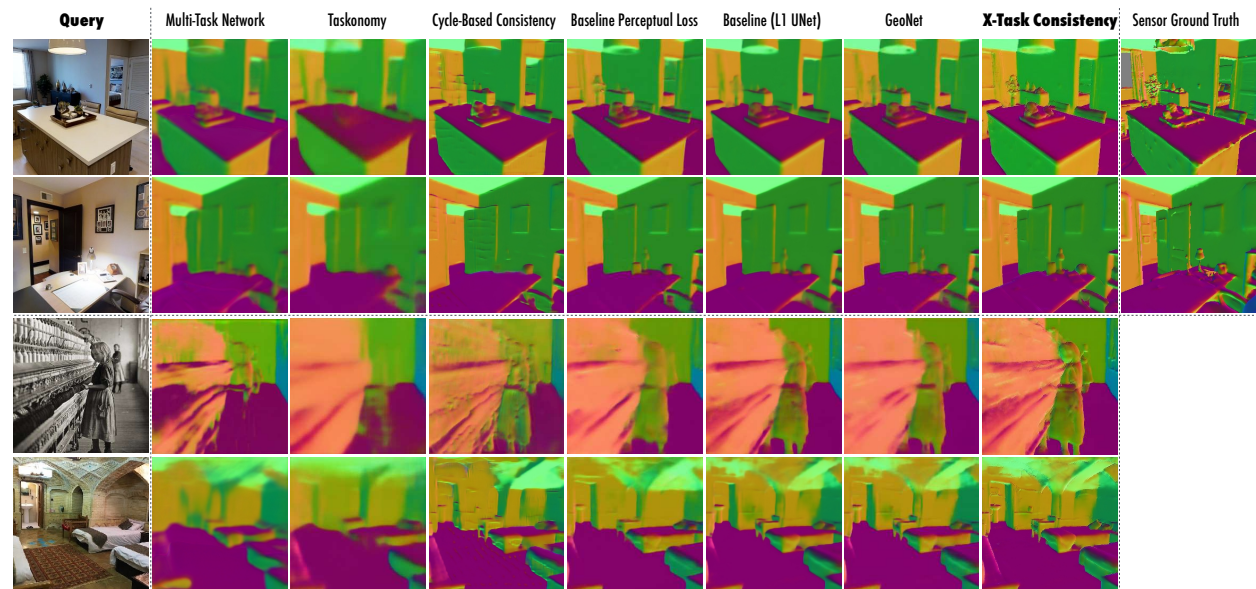 Query Multi-Task Network Taskonomy Cycle-Based Consistency Baseline Perceptual Loss Baseline (L1 UNet) GeoNet X-Task Consistency Sensor Ground Truth